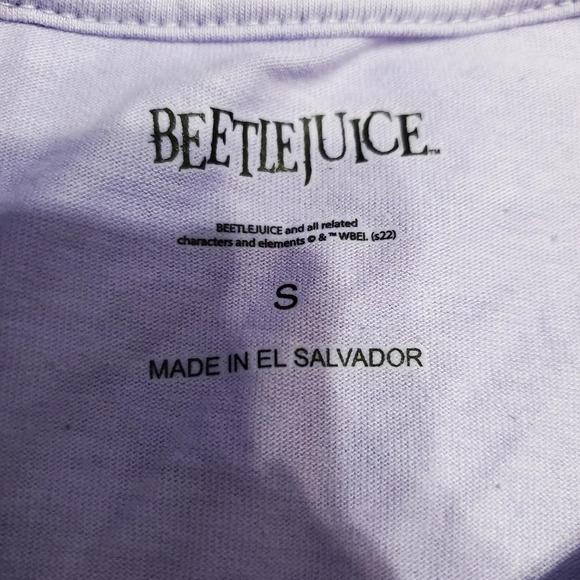 BEETLEJUICE™
BEETLEJUICE and all related
characters and elements © & ™ WBEI. (s22)
S
MADE IN EL SALVADOR